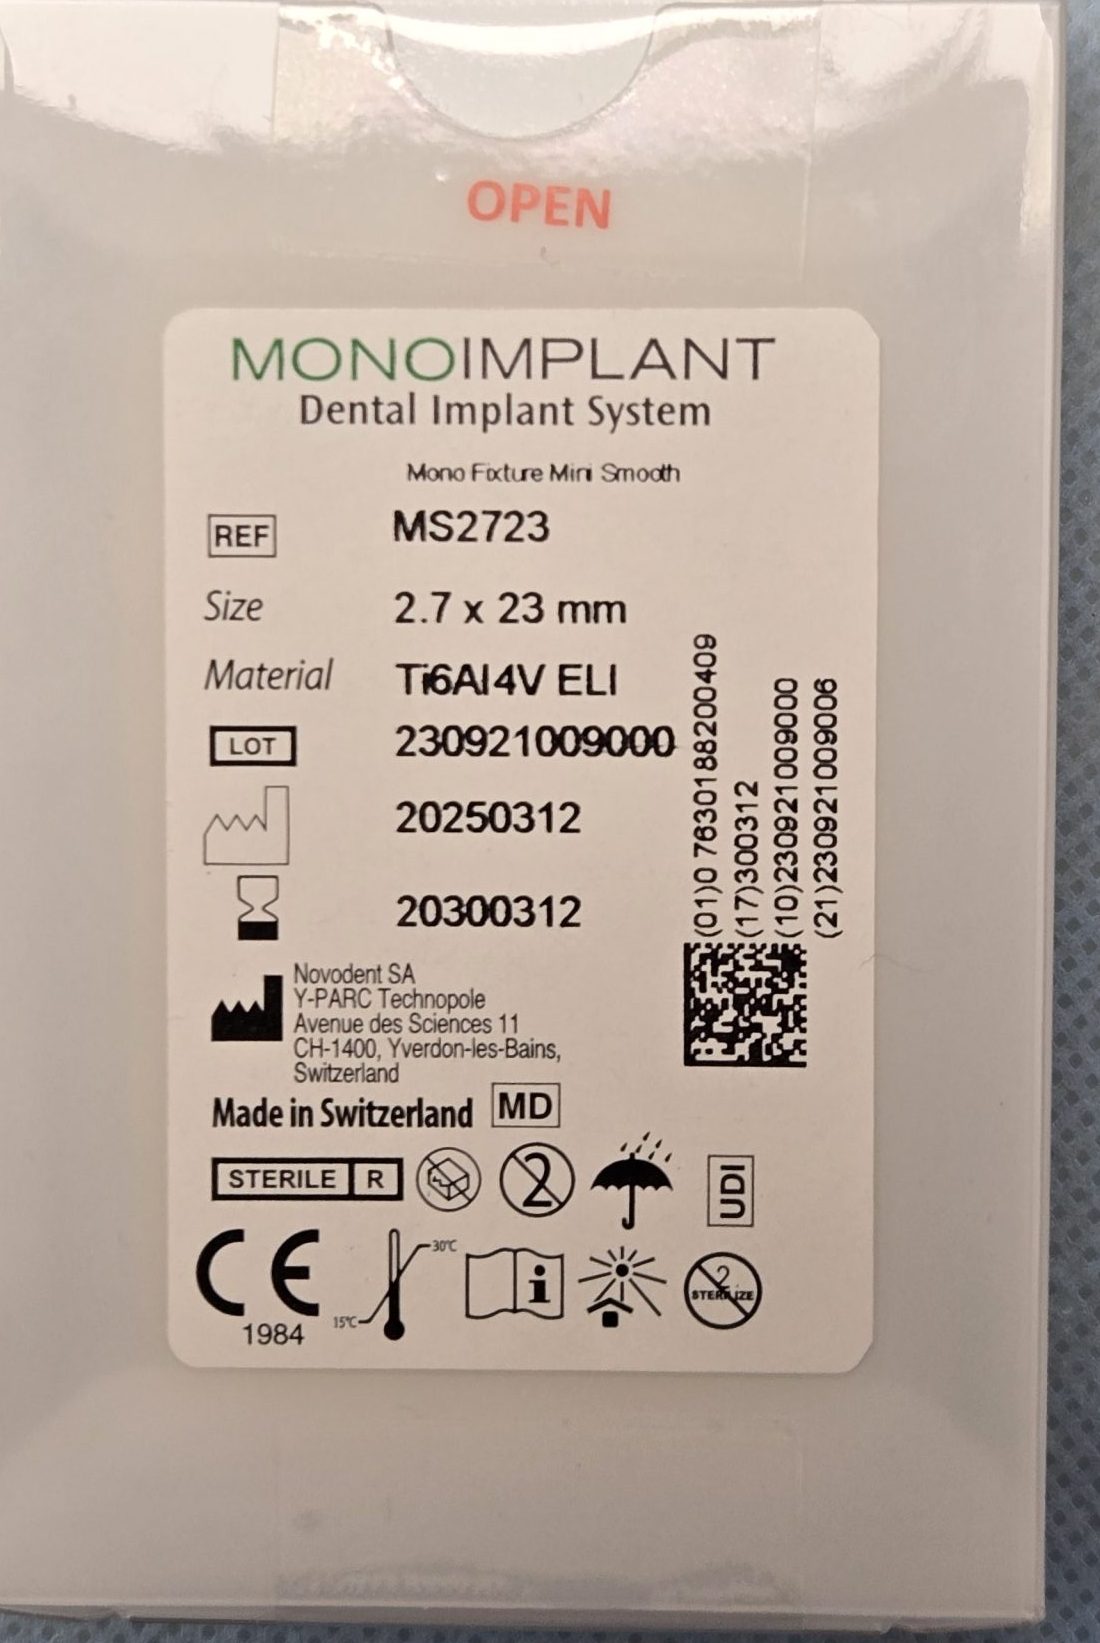 OPEN
MONOIMPLANT
Dental Implant System
Mono Fixture Mini Smooth
REF MS2723
Size 2.7 x 23 mm
Material Ti6Al4V ELI
LOT 230921009000
20250312
20300312
(01)07630188200409
(17)300312
(10)230921009000
(21)230921009006
Novodent SA
Y-PARC Technopole
Avenue des Sciences 11
CH-1400, Yverdon-les-Bains,
Switzerland
Made in Switzerland MD
STERILE R 2 UDI
CE
1984
15°C 30°C
i
2
STERILIZE